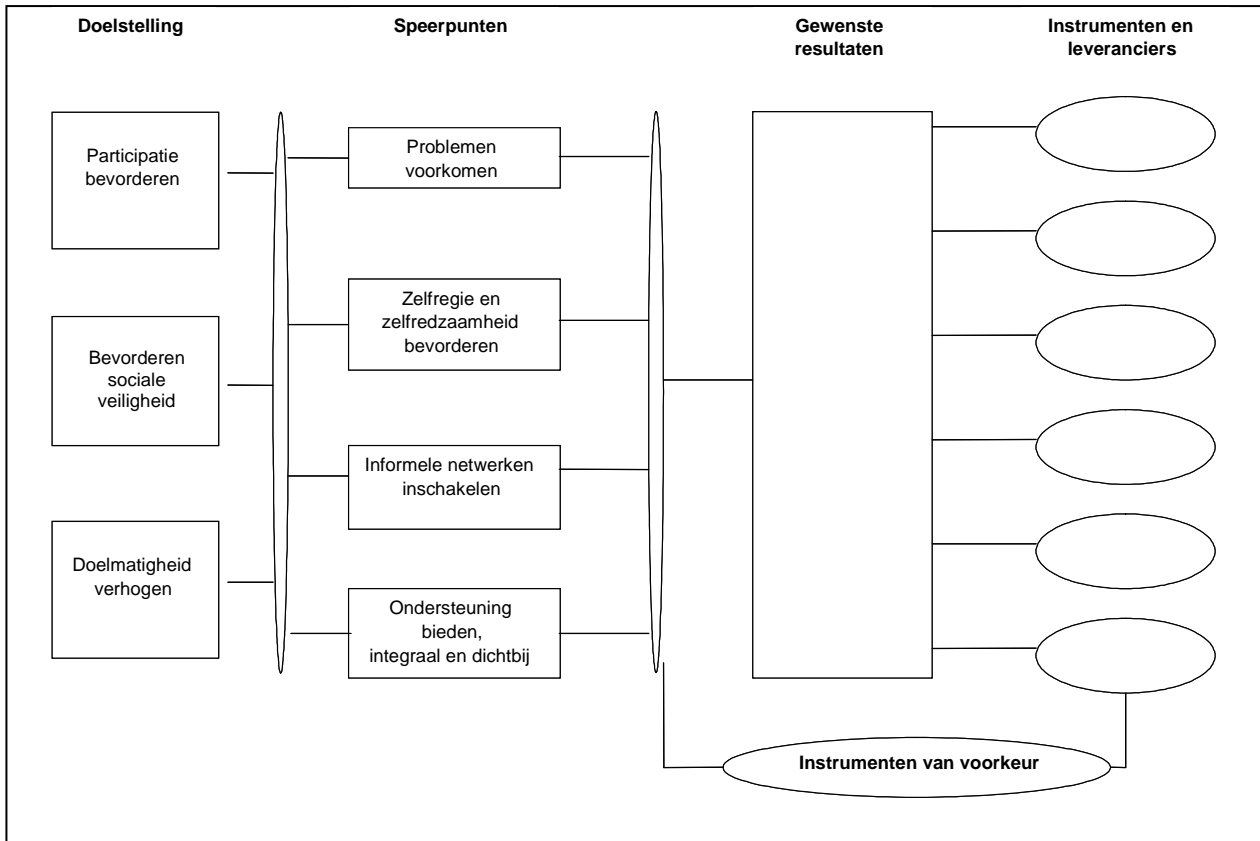 Doelstelling
Speerpunten
Gewenste
resultaten
Instrumenten en
leveranciers
Participatie
bevorderen
Bevorderen
sociale
veiligheid
Doelmatigheid
verhogen
Problemen
voorkomen
Zelfregie en
zelfredzaamheid
bevorderen
Informele netwerken
inschakelen
Ondersteuning
bieden,
integraal en dichtbij
Instrumenten van voorkeur